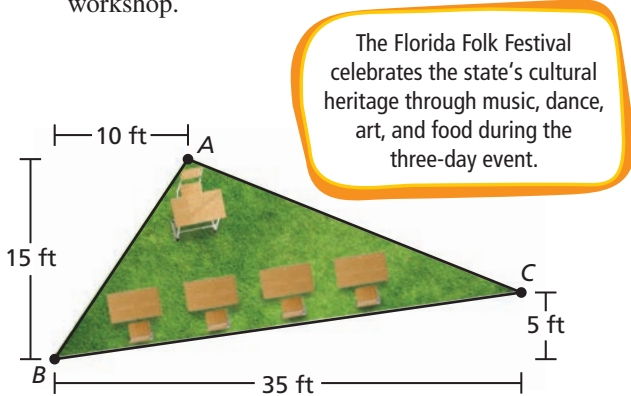 workshop.
The Florida Folk Festival
celebrates the state's cultural
heritage through music, dance,
art, and food during the
three-day event.
10 ft
A
15 ft
C
5 ft
B
35 ft